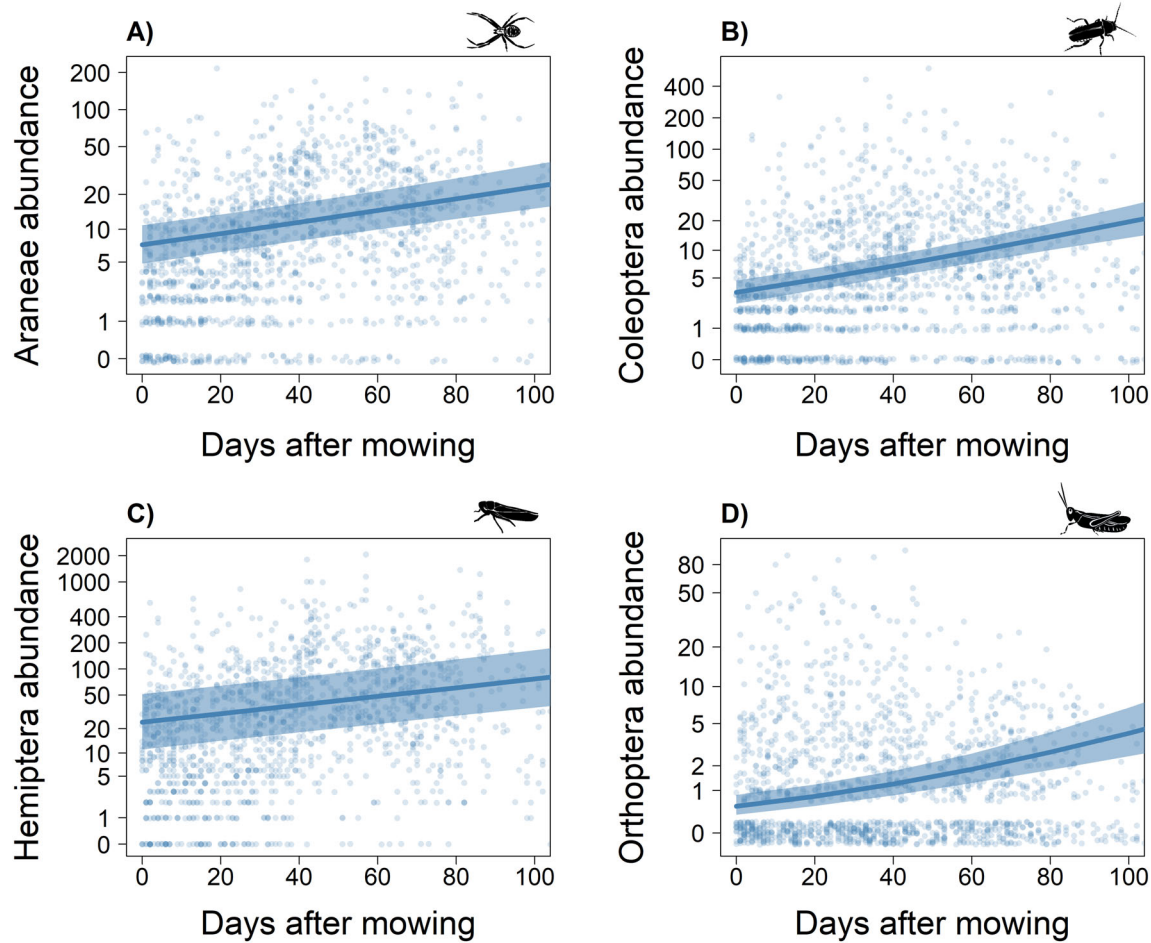 A)
Araneae abundance
200
100
50
20
10
5
1
0
0 20 40 60 80 100
Days after mowing
B)
Coleoptera abundance
400
200
100
50
20
10
5
1
0
0 20 40 60 80 100
Days after mowing
C)
Hemiptera abundance
2000
1000
400
200
100
50
20
10
5
1
0
0 20 40 60 80 100
Days after mowing
D)
Orthoptera abundance
80
50
20
10
5
2
1
0
0 20 40 60 80 100
Days after mowing